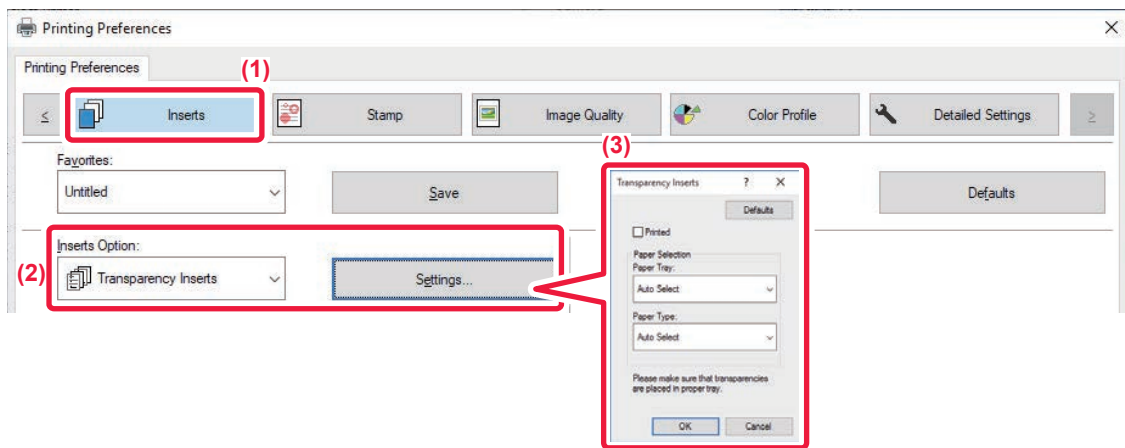 Printing Preferences
Printing Preferences
(1)
≤
Inserts
Stamp
Image Quality
Color Profile
Detailed Settings
≥
Favorites:
Untitled
Save
Defaults
(2)
Inserts Option:
Transparency Inserts
Settings...
(3)
Transparency Inserts
?
Defaults
Printed
Paper Selection
Paper Tray:
Auto Select
Paper Type:
Auto Select
Please make sure that transparencies
are placed in proper tray.
OK
Cancel